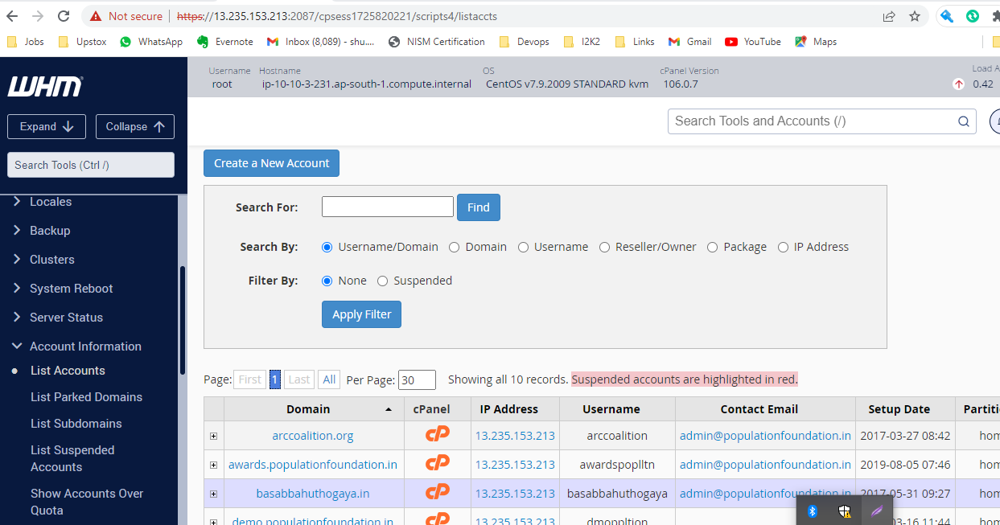 Not secure | https://13.235.153.213:2087/cpsess1725820221/scripts4/listaccts
Jobs Upstox WhatsApp Evernote Inbox (8,089) - shu.... NISM Certification Devops I2K2 Links Gmail YouTube Maps
WHM
Username Hostname OS cPanel Version Load A
root ip-10-10-3-231.ap-south-1.compute.internal CentOS v7.9.2009 STANDARD kvm 106.0.7 0.42
Expand Collapse
Search Tools and Accounts (/)
Search Tools (Ctrl /)
Locales
Backup
Clusters
System Reboot
Server Status
Account Information
List Accounts
List Parked Domains
List Subdomains
List Suspended
Accounts
Show Accounts Over
Quota
Create a New Account
Search For: Find
Search By: Username/Domain Domain Username Reseller/Owner Package IP Address
Filter By: None Suspended
Apply Filter
Page: First 1 Last All Per Page: 30 Showing all 10 records. Suspended accounts are highlighted in red.
Domain cPanel IP Address Username Contact Email Setup Date Partiti
arccoalition.org cP 13.235.153.213 arccoalition admin@populationfoundation.in 2017-03-27 08:42 hom
awards.populationfoundation.in cP 13.235.153.213 awardspoplltn admin@populationfoundation.in 2019-08-05 07:46 hom
basabbahuthogaya.in cP 13.235.153.213 basabbahuthogaya admin@populationfoundation.in 2017-05-31 09:27 hom
demo.populationfoundation.in cP 13.235.153.213 dmoppltion 03-16 11:44 hom